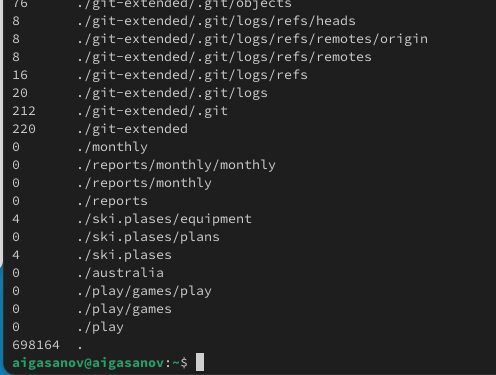 76 ./git-extended/.git/objects
8 ./git-extended/.git/logs/refs/heads
8 ./git-extended/.git/logs/refs/remotes/origin
8 ./git-extended/.git/logs/refs/remotes
16 ./git-extended/.git/logs/refs
20 ./git-extended/.git/logs
212 ./git-extended/.git
220 ./git-extended
0 ./monthly
0 ./reports/monthly/monthly
0 ./reports/monthly
0 ./reports
4 ./ski.plases/equipment
0 ./ski.plases/plans
4 ./ski.plases
0 ./australia
0 ./play/games/play
0 ./play/games
0 ./play
698164 .
aigasanov@aigasanov:~$